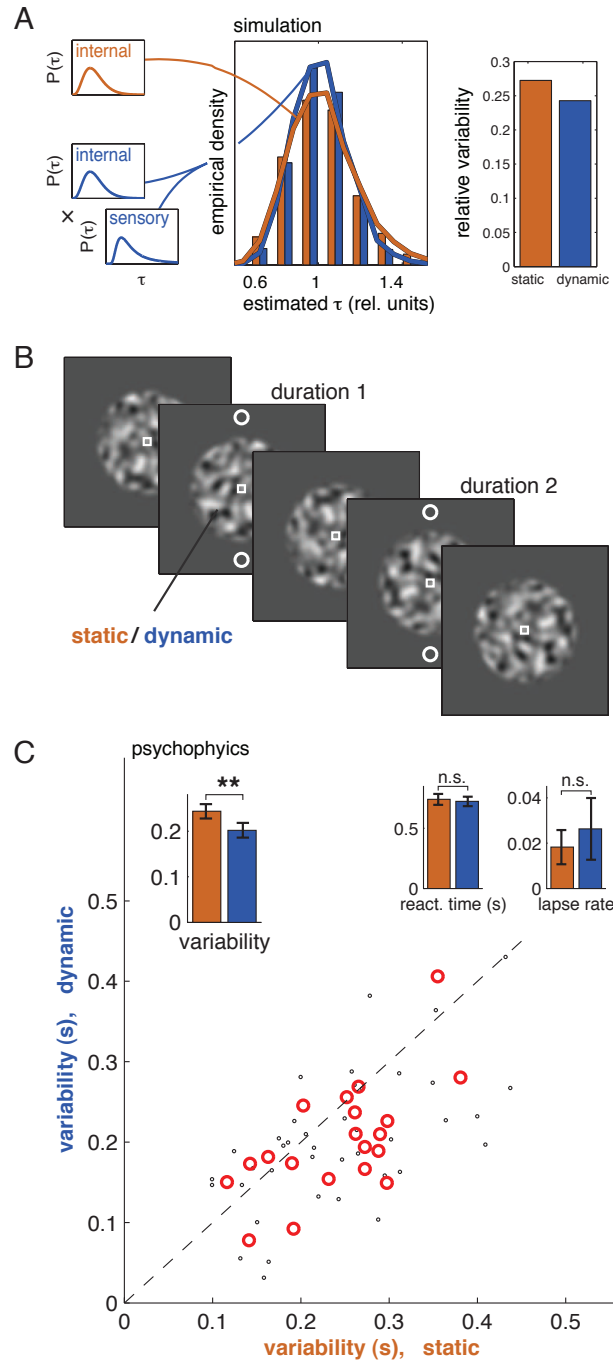 A
simulation
internal
P(τ)
internal
P(τ)
×
sensory
P(τ)
τ
empirical density
0.6 1 1.4
estimated τ (rel. units)
relative variability
0.3
0.25
0.2
0.15
0.1
0.05
0
static dynamic
B
duration 1
duration 2
static / dynamic
C
psychophyics
**
0.2
0.1
0
variability
n.s.
0.5
0
react. time (s)
n.s.
0.04
0.02
0
lapse rate
variability (s), dynamic
0.5
0.4
0.3
0.2
0.1
0
0 0.1 0.2 0.3 0.4 0.5
variability (s), static